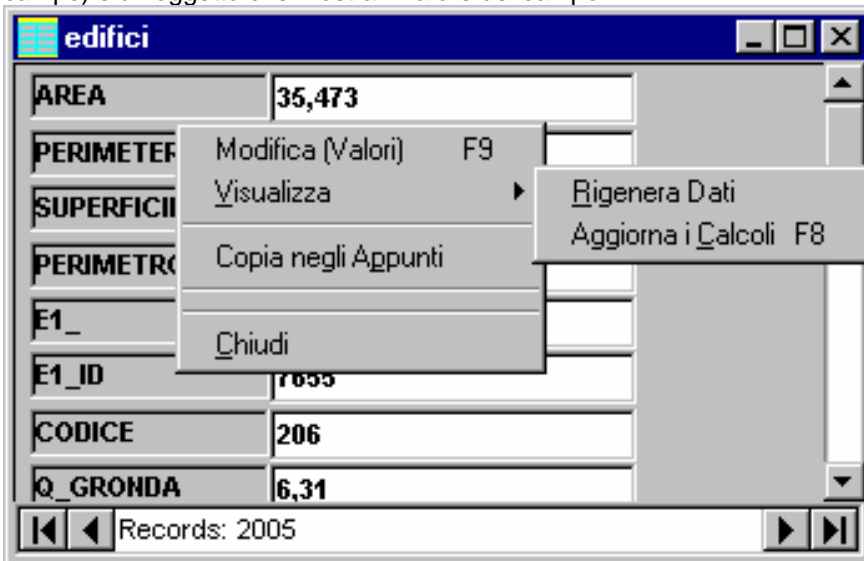 edifici
AREA 35,473
PERIMETER
SUPERFICI
PERIMETRO
E1_
E1_ID 7655
CODICE 206
Q_GRONDA 6,31
Modifica (Valori) F9
Visualizza
Copia negli Appunti
Chiudi
Rigenera Dati
Aggiorna i Calcoli F8
Records: 2005